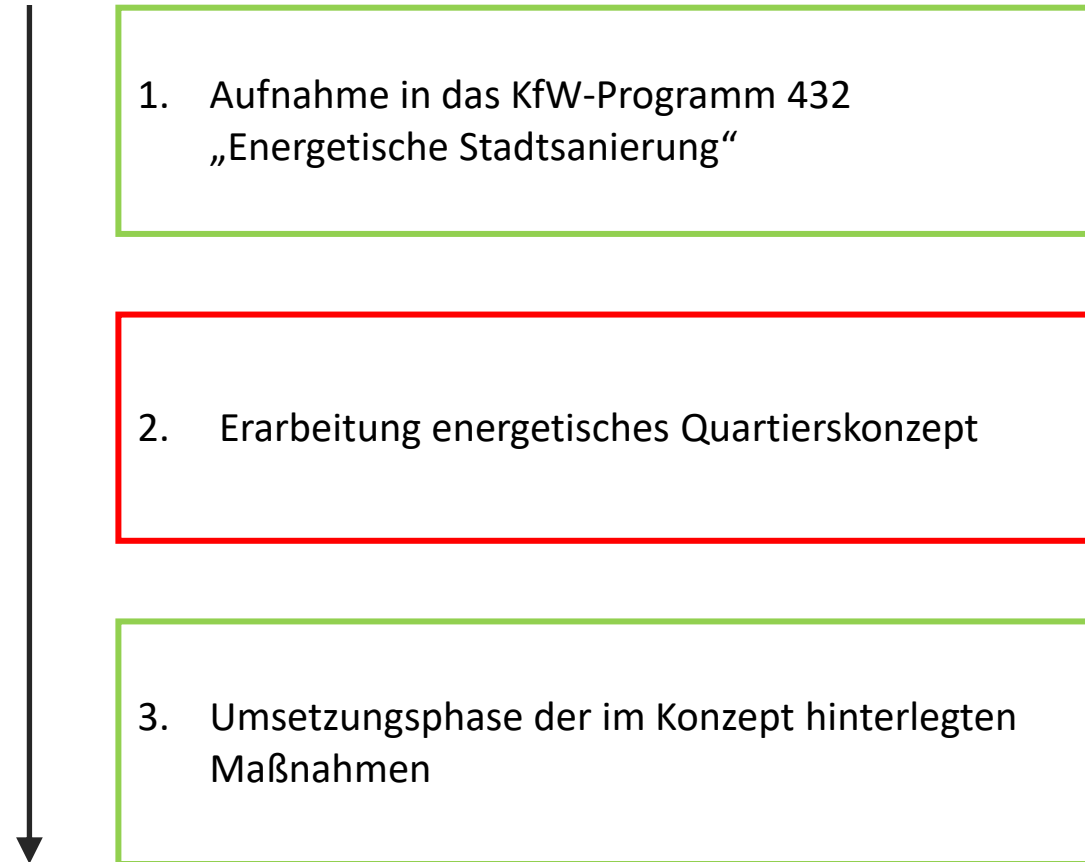 1. Aufnahme in das KfW-Programm 432
„Energetische Stadtsanierung“
2. Erarbeitung energetisches Quartierskonzept
3. Umsetzungsphase der im Konzept hinterlegten
Maßnahmen